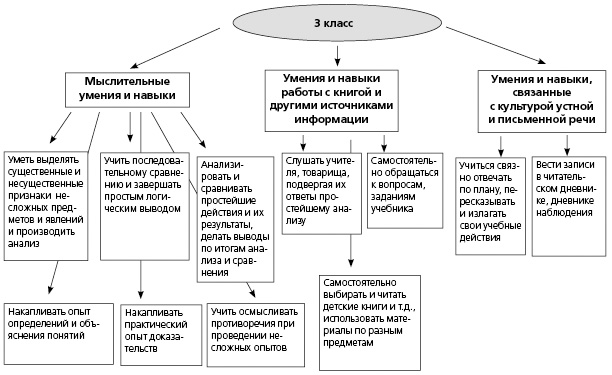 3 класс
Мыслительные
умения и навыки
Умения и навыки
работы с книгой и
другими источниками
информации
Умения и навыки,
связанные
с культурой устной
и письменной речи
Уметь выделять
существенные и
несущественные
признаки не-
сложных пред-
метов и явлений
и производить
анализ
Учить последова-
тельному сравне-
нию и завершать
простым логи-
ческим выводом
Анализи-
ровать и
сравнивать
простейшие
действия и их
результаты,
делать выводы
по итогам ана-
лиза и срав-
нения
Слушать учите-
ля, товарища,
подвергая их
ответы про-
стейшему анали-
зу
Самостоятель-
но обращаться
к вопросам,
заданиям
учебника
Учиться связ-
но отвечать
по плану, пе-
ресказывать
и излагать
свои учебные
действия
Вести записи
в читатель-
ском дневни-
ке, дневнике
наблюдения
Накапливать опыт
определений и объ-
яснения понятий
Накапливать
практический
опыт доказа-
тельств
Учить осмысливать
противоречия при
проведении не-
сложных опытов
Самостоятельно
выбирать и читать
детские книги и т.д.,
использовать мате-
риалы по разным
предметам